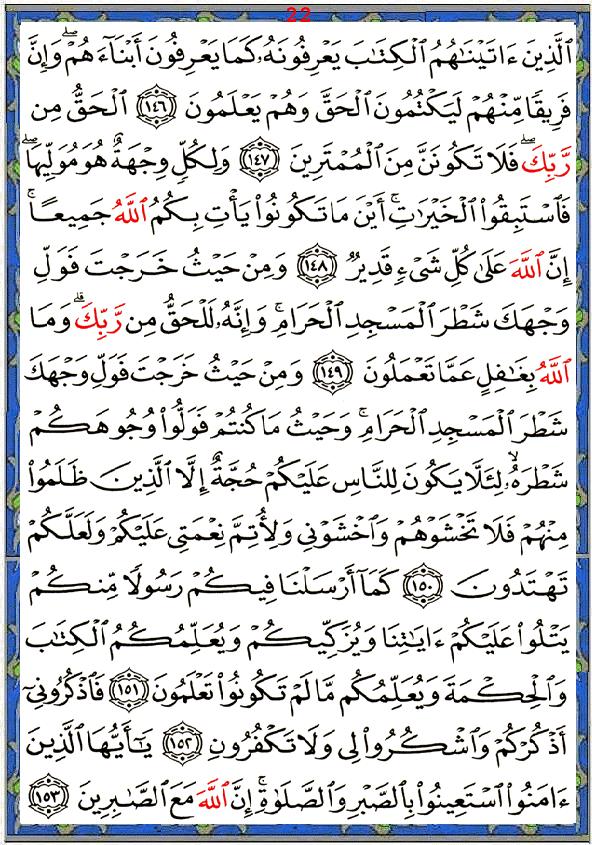 22
ٱلَّذِينَ ءَاتَيْنَٰهُمُ ٱلْكِتَٰبَ يَعْرِفُونَهُۥ كَمَا يَعْرِفُونَ أَبْنَآءَهُمْ ۖ وَإِنَّ
فَرِيقًا مِّنْهُمْ لَيَكْتُمُونَ ٱلْحَقَّ وَهُمْ يَعْلَمُونَ ١٤٦ ٱلْحَقُّ مِن
رَّبِّكَ ۖ فَلَا تَكُونَنَّ مِنَ ٱلْمُمْتَرِينَ ١٤٧ وَلِكُلٍّ وِجْهَةٌ هُوَ مُوَلِّيهَا ۖ
فَٱسْتَبِقُوا۟ ٱلْخَيْرَٰتِ ۚ أَيْنَ مَا تَكُونُوا۟ يَأْتِ بِكُمُ ٱللَّهُ جَمِيعًا ۚ
إِنَّ ٱللَّهَ عَلَىٰ كُلِّ شَىْءٍ قَدِيرٌ ١٤٨ وَمِنْ حَيْثُ خَرَجْتَ فَوَلِّ
وَجْهَكَ شَطْرَ ٱلْمَسْجِدِ ٱلْحَرَامِ ۖ وَإِنَّهُۥ لَلْحَقُّ مِن رَّبِّكَ ۗ وَمَا
ٱللَّهُ بِغَٰفِلٍ عَمَّا تَعْمَلُونَ ١٤٩ وَمِنْ حَيْثُ خَرَجْتَ فَوَلِّ وَجْهَكَ
شَطْرَ ٱلْمَسْجِدِ ٱلْحَرَامِ ۚ وَحَيْثُ مَا كُنتُمْ فَوَلُّوا۟ وُجُوهَكُمْ
شَطْرَهُۥ لِئَلَّا يَكُونَ لِلنَّاسِ عَلَيْكُمْ حُجَّةٌ إِلَّا ٱلَّذِينَ ظَلَمُوا۟
مِنْهُمْ فَلَا تَخْشَوْهُمْ وَٱخْشَوْنِى وَلِأُتِمَّ نِعْمَتِى عَلَيْكُمْ وَلَعَلَّكُمْ
تَهْتَدُونَ ١٥٠ كَمَآ أَرْسَلْنَا فِيكُمْ رَسُولًا مِّنكُمْ
يَتْلُوا۟ عَلَيْكُمْ ءَايَٰتِنَا وَيُزَكِّيكُمْ وَيُعَلِّمُكُمُ ٱلْكِتَٰبَ
وَٱلْحِكْمَةَ وَيُعَلِّمُكُم مَّا لَمْ تَكُونُوا۟ تَعْلَمُونَ ١٥١ فَٱذْكُرُونِىٓ
أَذْكُرْكُمْ وَٱشْكُرُوا۟ لِى وَلَا تَكْفُرُونِ ١٥٢ يَٰٓأَيُّهَا ٱلَّذِينَ
ءَامَنُوا۟ ٱسْتَعِينُوا۟ بِٱلصَّبْرِ وَٱلصَّلَوٰةِ ۚ إِنَّ ٱللَّهَ مَعَ ٱلصَّٰبِرِينَ ١٥٣